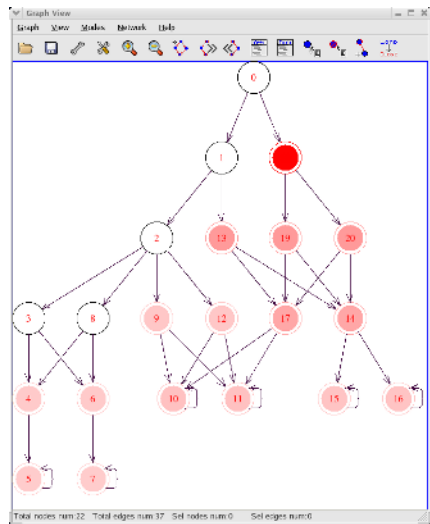 Graph View
Graph View Modes Network Help
0
1
2 13 19 20
3 8 9 12 17 14
4 6 10 11 15 16
5 7
Total nodes num:22 Total edges num:37 Sel nodes num:0 Sel edges num:0